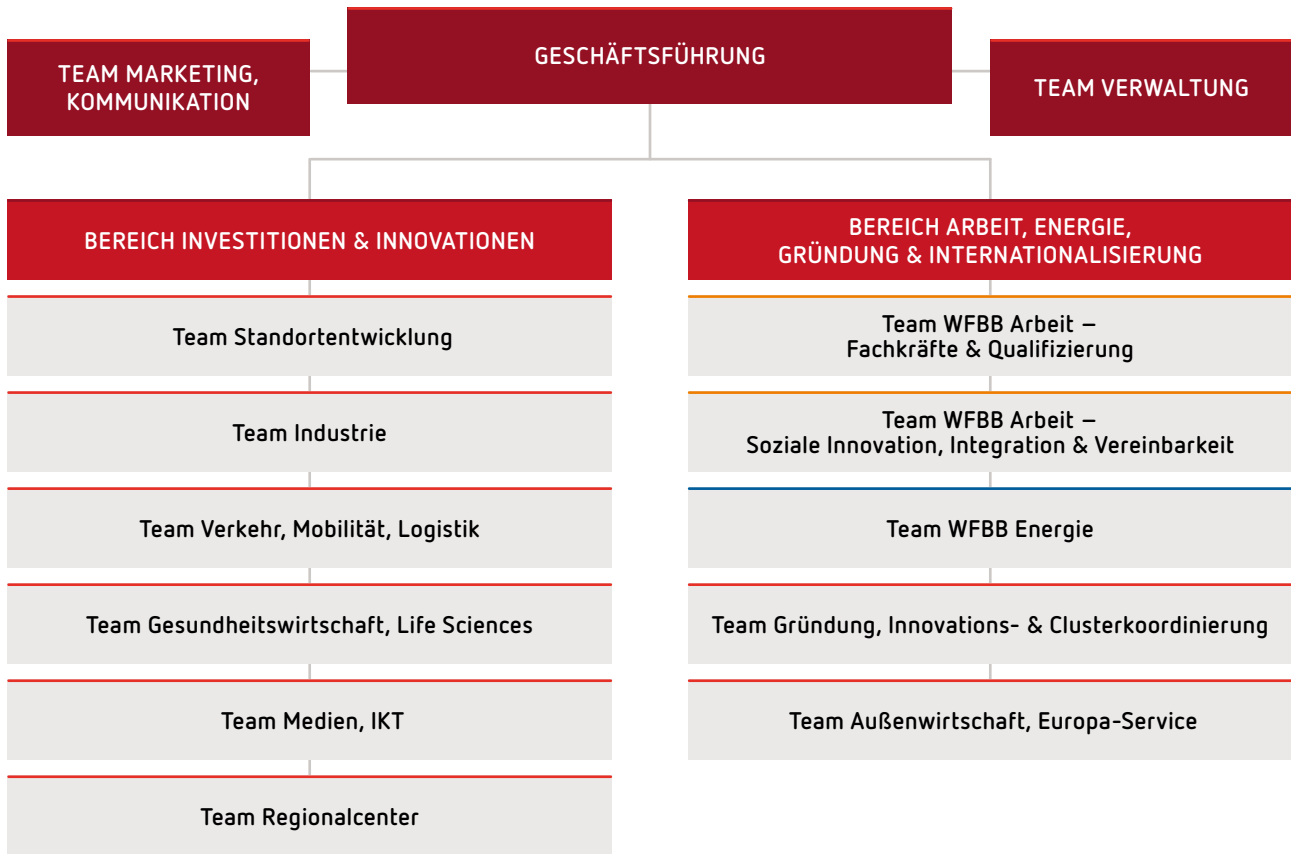 GESCHÄFTSFÜHRUNG
TEAM MARKETING,
KOMMUNIKATION
TEAM VERWALTUNG
BEREICH INVESTITIONEN & INNOVATIONEN
Team Standortentwicklung
Team Industrie
Team Verkehr, Mobilität, Logistik
Team Gesundheitswirtschaft, Life Sciences
Team Medien, IKT
Team Regionalcenter
BEREICH ARBEIT, ENERGIE,
GRÜNDUNG & INTERNATIONALISIERUNG
Team WFBB Arbeit –
Fachkräfte & Qualifizierung
Team WFBB Arbeit –
Soziale Innovation, Integration & Vereinbarkeit
Team WFBB Energie
Team Gründung, Innovations- & Clusterkoordinierung
Team Außenwirtschaft, Europa-Service